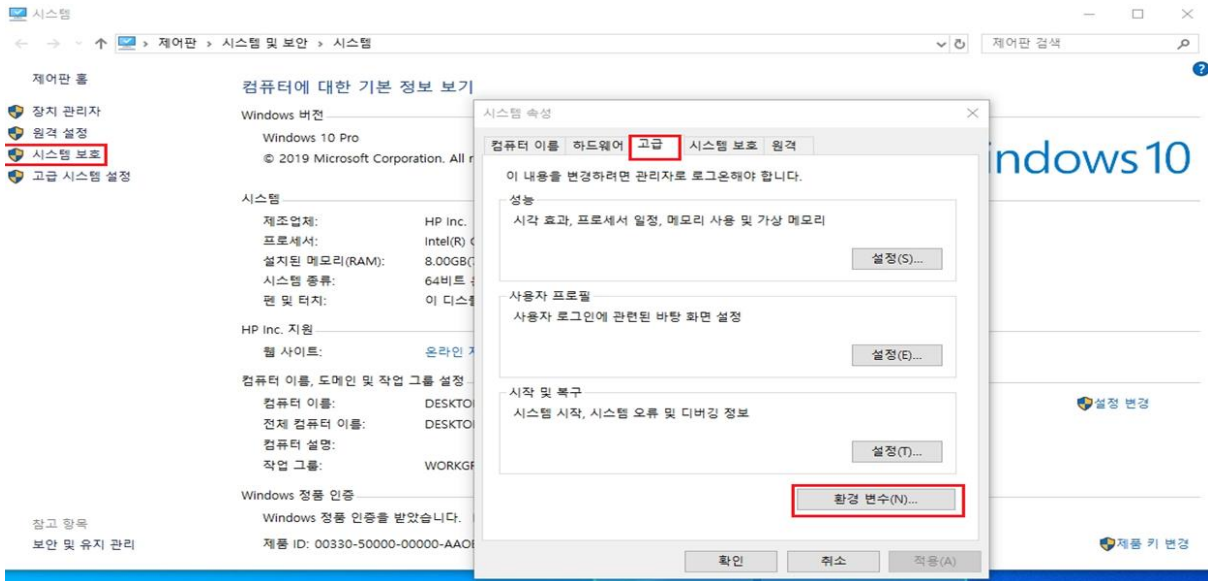 시스템
제어판 › 시스템 및 보안 › 시스템
제어판 검색
제어판 홈
장치 관리자
원격 설정
시스템 보호
고급 시스템 설정
참고 항목
보안 및 유지 관리
컴퓨터에 대한 기본 정보 보기
Windows 버전
Windows 10 Pro
© 2019 Microsoft Corporation. All r
시스템
제조업체: HP Inc.
프로세서: Intel(R)
설치된 메모리(RAM): 8.00GB
시스템 종류: 64비트
펜 및 터치: 이 디스플
HP Inc. 지원
웹 사이트: 온라인
컴퓨터 이름, 도메인 및 작업 그룹 설정
컴퓨터 이름: DESKTO
전체 컴퓨터 이름: DESKTO
컴퓨터 설명:
작업 그룹: WORKGR
Windows 정품 인증
Windows 정품 인증을 받았습니다.
제품 ID: 00330-50000-00000-AAOE
시스템 속성
컴퓨터 이름 하드웨어 고급 시스템 보호 원격
이 내용을 변경하려면 관리자로 로그온해야 합니다.
성능
시각 효과, 프로세서 일정, 메모리 사용 및 가상 메모리
설정(S)...
사용자 프로필
사용자 로그인에 관련된 바탕 화면 설정
설정(E)...
시작 및 복구
시스템 시작, 시스템 오류 및 디버깅 정보
설정(T)...
환경 변수(N)...
확인 취소 적용(A)
indows 10
설정 변경
제품 키 변경